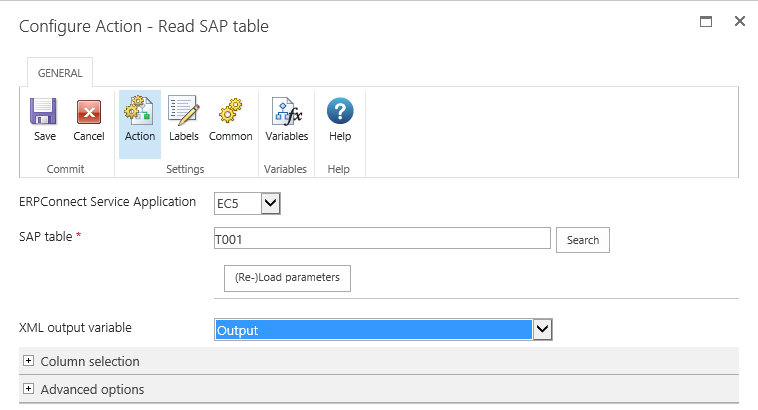 Configure Action - Read SAP table
GENERAL
Save Cancel Action Labels Common Variables Help
Commit Settings Variables Help
ERPConnect Service Application EC5
SAP table * T001 Search
(Re-)Load parameters
XML output variable Output
Column selection
Advanced options